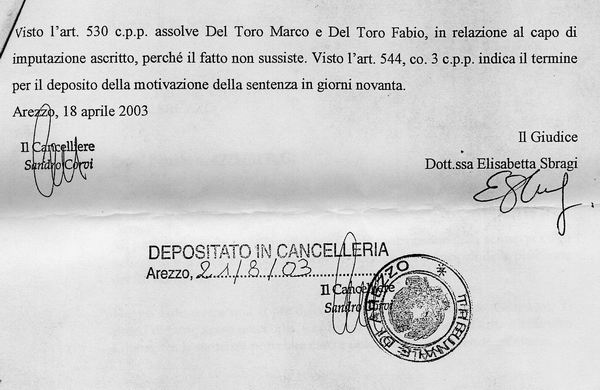 Visto l'art. 530 c.p.p. assolve Del Toro Marco e Del Toro Fabio, in relazione al capo di
imputazione ascritto, perché il fatto non sussiste. Visto l'art. 544, co. 3 c.p.p. indica il termine
per il deposito della motivazione della sentenza in giorni novanta.
Arezzo, 18 aprile 2003
Il Cancelliere
Sandro Corvi
Il Giudice
Dott.ssa Elisabetta Sbragi
DEPOSITATO IN CANCELLERIA
Arezzo, 21/8/03
Il Cancelliere
Sandro Corvi
TRIBUNALE DI AREZZO *